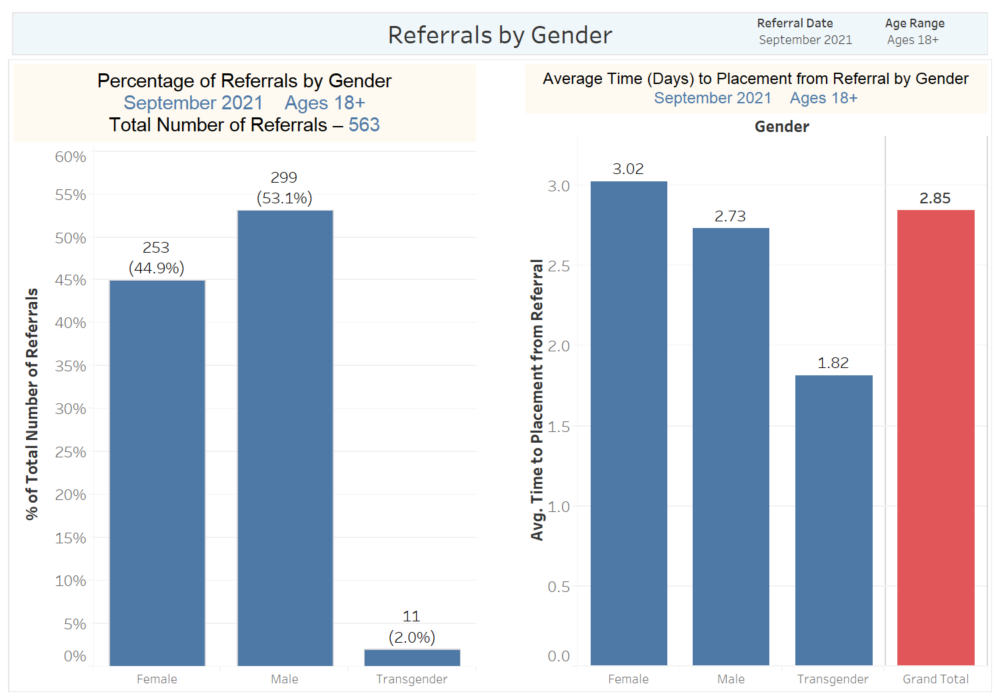 Referrals by Gender
Referral Date
September 2021
Age Range
Ages 18+
Percentage of Referrals by Gender
September 2021 Ages 18+
Total Number of Referrals – 563
% of Total Number of Referrals
60%
55%
50%
45%
40%
35%
30%
25%
20%
15%
10%
5%
0%
253
(44.9%)
299
(53.1%)
11
(2.0%)
Female
Male
Transgender
Average Time (Days) to Placement from Referral by Gender
September 2021 Ages 18+
Gender
Avg. Time to Placement from Referral
3.0
2.5
2.0
1.5
1.0
0.5
0.0
3.02
2.73
1.82
2.85
Female
Male
Transgender
Grand Total